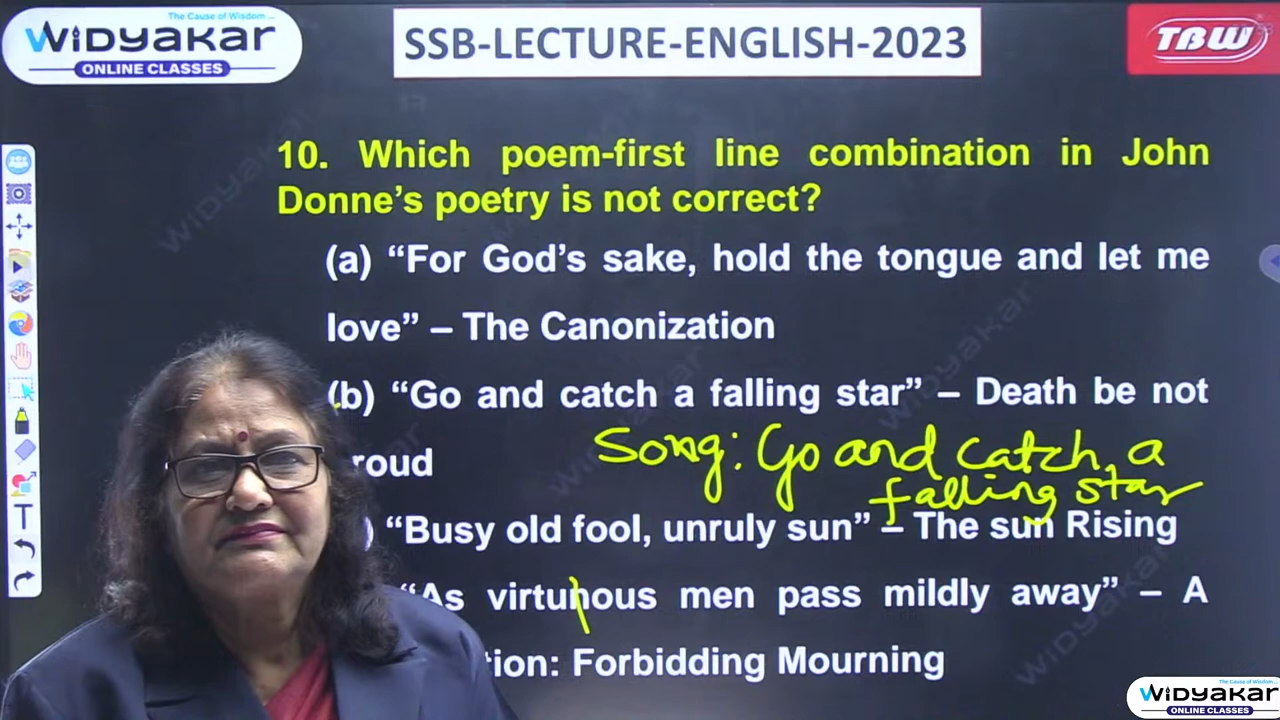 The Cause of Wisdom ...
WiDyaKar
ONLINE CLASSES
SSB-LECTURE-ENGLISH-2023
TBW
10. Which poem-first line combination in John
Donne's poetry is not correct?
(a) “For God's sake, hold the tongue and let me
love” – The Canonization
(b) “Go and catch a falling star” – Death be not
roud
Song: Go and catch a
falling star
) “Busy old fool, unruly sun” – The sun Rising
“As virtuhous men pass mildly away” – A
tion: Forbidding Mourning
The Cause of Wisdom ...
WiDyaKar
ONLINE CLASSES